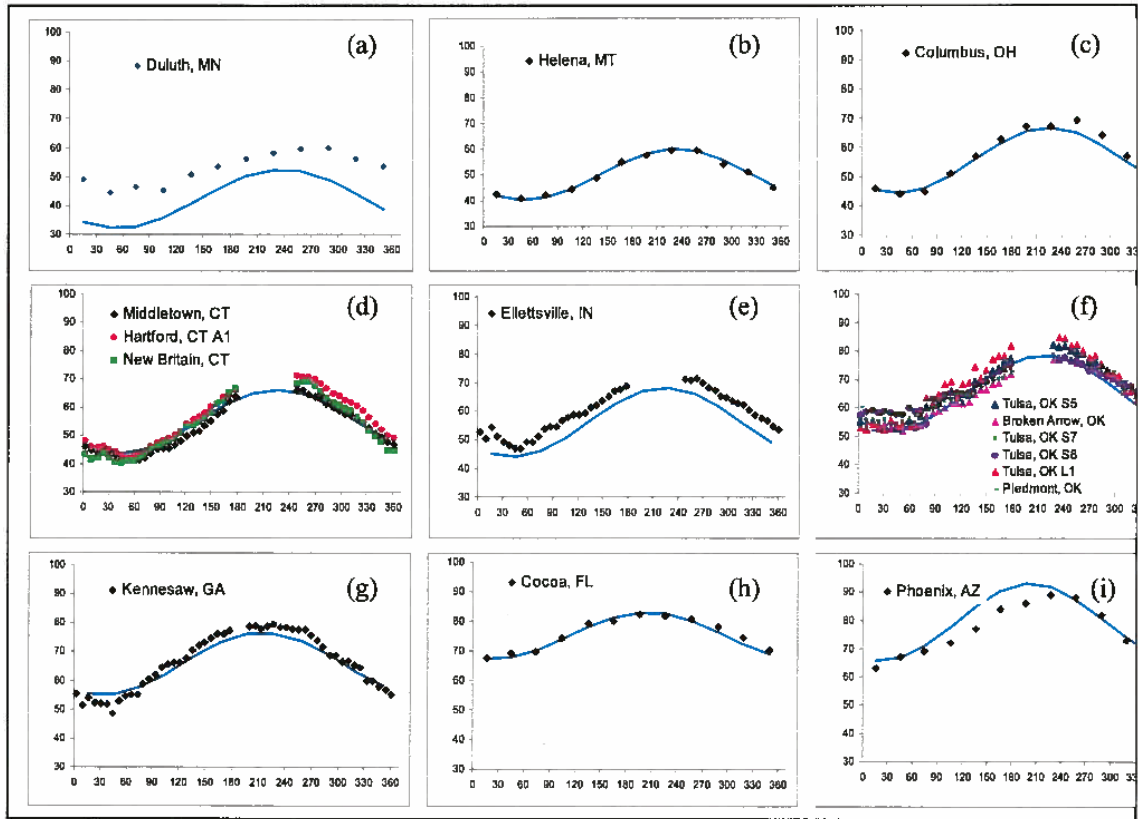 (a)
Duluth, MN
100
90
80
70
60
50
40
30
0 30 60 90 120 150 180 210 240 270 300 330 360
(b)
Helena, MT
100
90
80
70
60
50
40
30
0 30 60 90 120 150 180 210 240 270 300 330 360
(c)
Columbus, OH
100
90
80
70
60
50
40
30
0 30 60 90 120 150 180 210 240 270 300 330
(d)
Middletown, CT
Hartford, CT A1
New Britain, CT
100
90
80
70
60
50
40
30
0 30 60 90 120 150 180 210 240 270 300 330 360
(e)
Ellettsville, IN
100
90
80
70
60
50
40
30
0 30 60 90 120 150 180 210 240 270 300 330 360
(f)
100
90
80
70
60
50
40
30
Tulsa, OK S5
Broken Arrow, OK
Tulsa, OK S7
Tulsa, OK S8
Tulsa, OK L1
Piedmont, OK
0 30 60 90 120 150 180 210 240 270 300 330
(g)
Kennesaw, GA
100
90
80
70
60
50
40
30
0 30 60 90 120 150 180 210 240 270 300 330 360
(h)
Cocoa, FL
100
90
80
70
60
50
40
30
0 30 60 90 120 150 180 210 240 270 300 330 360
(i)
Phoenix, AZ
100
90
80
70
60
50
40
30
0 30 60 90 120 150 180 210 240 270 300 330